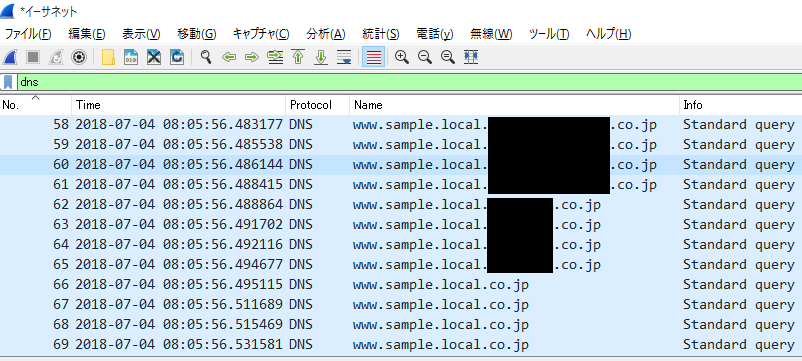 *イーサネット
ファイル(F) 編集(E) 表示(V) 移動(G) キャプチャ(C) 分析(A) 統計(S) 電話(y) 無線(W) ツール(T) ヘルプ(H)
dns
No. Time Protocol Name Info
58 2018-07-04 08:05:56.483177 DNS www.sample.local. .co.jp Standard query
59 2018-07-04 08:05:56.485538 DNS www.sample.local. .co.jp Standard query
60 2018-07-04 08:05:56.486144 DNS www.sample.local. .co.jp Standard query
61 2018-07-04 08:05:56.488415 DNS www.sample.local. .co.jp Standard query
62 2018-07-04 08:05:56.488864 DNS www.sample.local. .co.jp Standard query
63 2018-07-04 08:05:56.491702 DNS www.sample.local. .co.jp Standard query
64 2018-07-04 08:05:56.492116 DNS www.sample.local. .co.jp Standard query
65 2018-07-04 08:05:56.494677 DNS www.sample.local. .co.jp Standard query
66 2018-07-04 08:05:56.495115 DNS www.sample.local.co.jp Standard query
67 2018-07-04 08:05:56.511689 DNS www.sample.local.co.jp Standard query
68 2018-07-04 08:05:56.515469 DNS www.sample.local.co.jp Standard query
69 2018-07-04 08:05:56.531581 DNS www.sample.local.co.jp Standard query